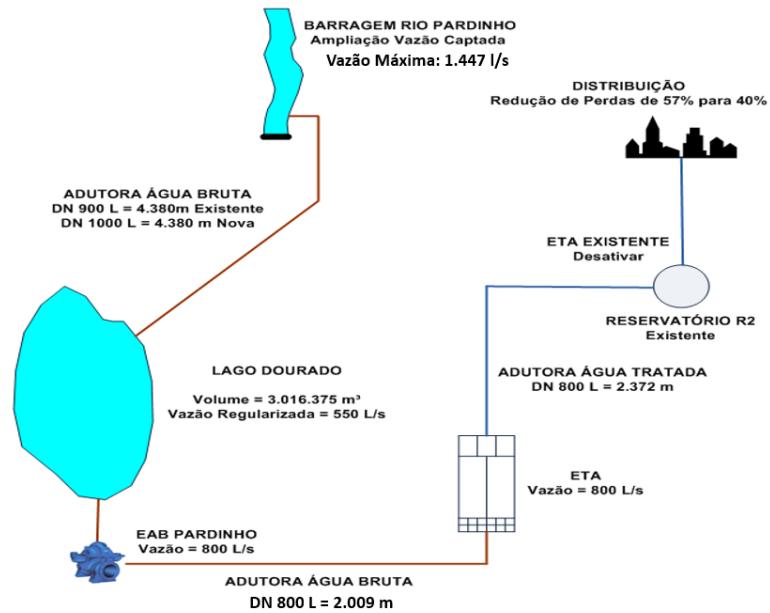 BARRAGEM RIO PARDINHO
Ampliação Vazão Captada
Vazão Máxima: 1.447 l/s
DISTRIBUIÇÃO
Redução de Perdas de 57% para 40%
ADUTORA ÁGUA BRUTA
DN 900 L = 4.380m Existente
DN 1000 L = 4.380 m Nova
ETA EXISTENTE
Desativar
RESERVATÓRIO R2
Existente
LAGO DOURADO
Volume = 3.016.375 m³
Vazão Regularizada = 550 L/s
ADUTORA ÁGUA TRATADA
DN 800 L = 2.372 m
ETA
Vazão = 800 L/s
EAB PARDINHO
Vazão = 800 L/s
ADUTORA ÁGUA BRUTA
DN 800 L = 2.009 m